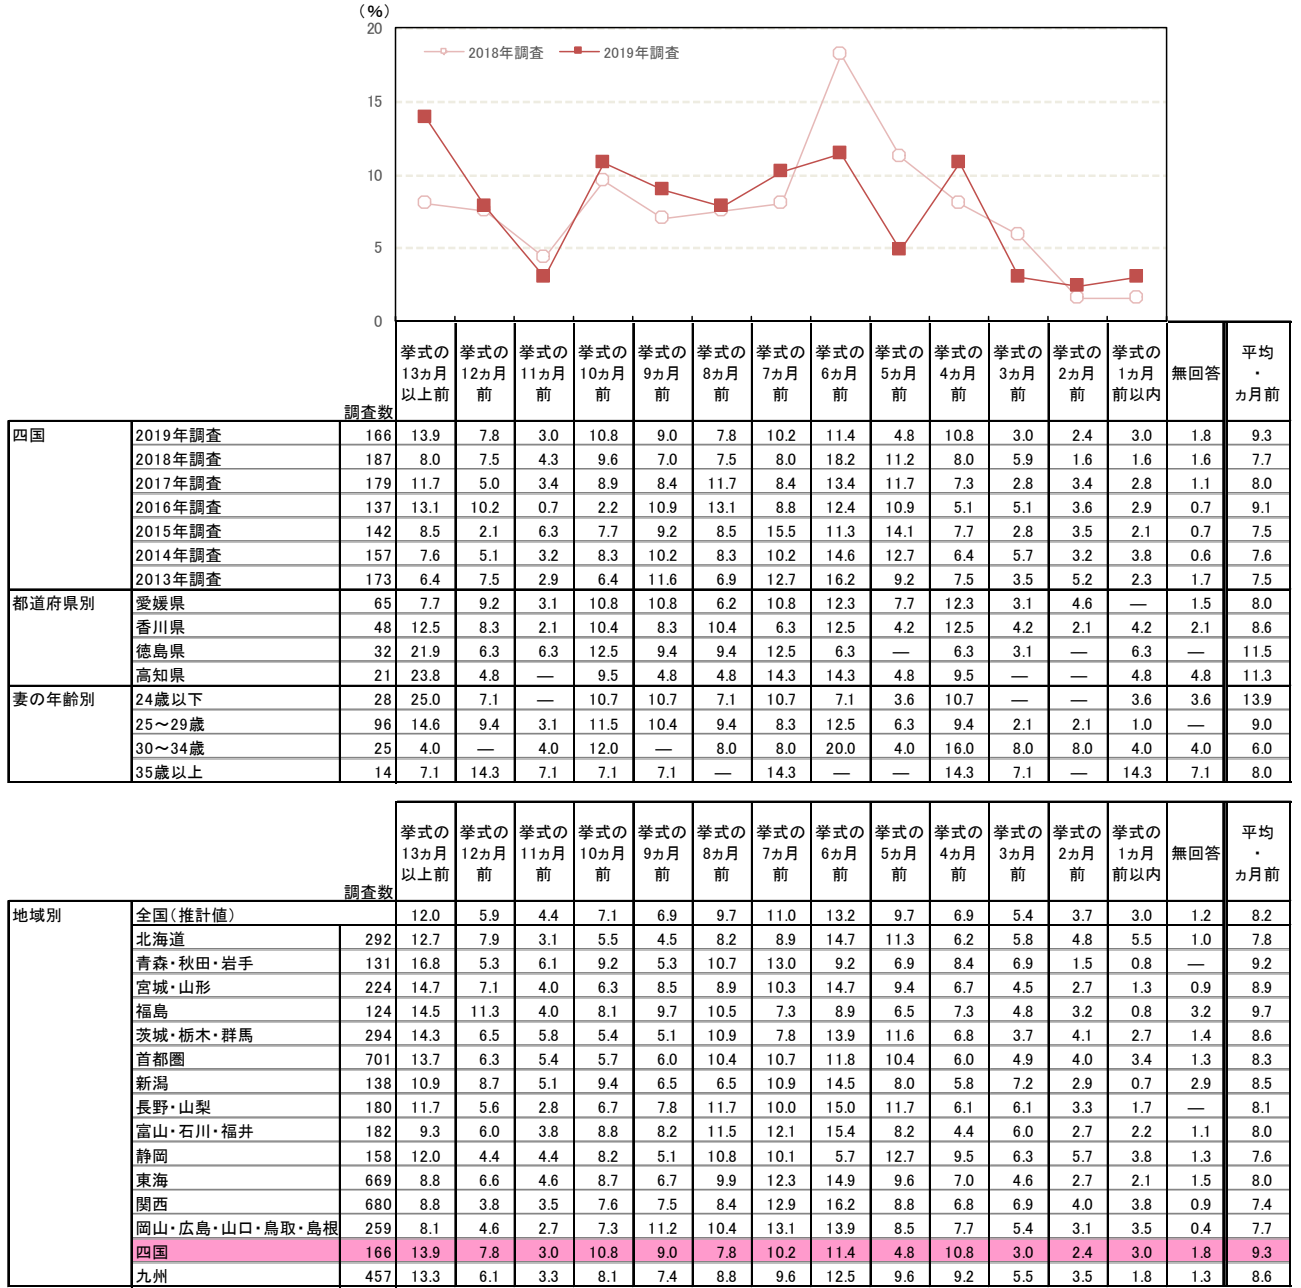 (%)
20
15
10
5
0
2018年調査 2019年調査
調査数 挙式の13ヵ月以上前 挙式の12ヵ月前 挙式の11ヵ月前 挙式の10ヵ月前 挙式の9ヵ月前 挙式の8ヵ月前 挙式の7ヵ月前 挙式の6ヵ月前 挙式の5ヵ月前 挙式の4ヵ月前 挙式の3ヵ月前 挙式の2ヵ月前 挙式の1ヵ月前以内 無回答 平均・ヵ月前
四国 2019年調査 166 13.9 7.8 3.0 10.8 9.0 7.8 10.2 11.4 4.8 10.8 3.0 2.4 3.0 1.8 9.3
2018年調査 187 8.0 7.5 4.3 9.6 7.0 7.5 8.0 18.2 11.2 8.0 5.9 1.6 1.6 1.6 7.7
2017年調査 179 11.7 5.0 3.4 8.9 8.4 11.7 8.4 13.4 11.7 7.3 2.8 3.4 2.8 1.1 8.0
2016年調査 137 13.1 10.2 0.7 2.2 10.9 13.1 8.8 12.4 10.9 5.1 5.1 3.6 2.9 0.7 9.1
2015年調査 142 8.5 2.1 6.3 7.7 9.2 8.5 15.5 11.3 14.1 7.7 2.8 3.5 2.1 0.7 7.5
2014年調査 157 7.6 5.1 3.2 8.3 10.2 8.3 10.2 14.6 12.7 6.4 5.7 3.2 3.8 0.6 7.6
2013年調査 173 6.4 7.5 2.9 6.4 11.6 6.9 12.7 16.2 9.2 7.5 3.5 5.2 2.3 1.7 7.5
都道府県別 愛媛県 65 7.7 9.2 3.1 10.8 10.8 6.2 10.8 12.3 7.7 12.3 3.1 4.6 — 1.5 8.0
香川県 48 12.5 8.3 2.1 10.4 8.3 10.4 6.3 12.5 4.2 12.5 4.2 2.1 4.2 2.1 8.6
徳島県 32 21.9 6.3 6.3 12.5 9.4 9.4 12.5 6.3 — 6.3 3.1 — 6.3 — 11.5
高知県 21 23.8 4.8 — 9.5 4.8 4.8 14.3 14.3 4.8 9.5 — — 4.8 4.8 11.3
妻の年齢別 24歳以下 28 25.0 7.1 — 10.7 10.7 7.1 10.7 7.1 3.6 10.7 — — 3.6 3.6 13.9
25～29歳 96 14.6 9.4 3.1 11.5 10.4 9.4 8.3 12.5 6.3 9.4 2.1 2.1 1.0 — 9.0
30～34歳 25 4.0 — 4.0 12.0 — 8.0 8.0 20.0 4.0 16.0 8.0 8.0 4.0 4.0 6.0
35歳以上 14 7.1 14.3 7.1 7.1 7.1 — 14.3 — — 14.3 7.1 — 14.3 7.1 8.0
調査数 挙式の13ヵ月以上前 挙式の12ヵ月前 挙式の11ヵ月前 挙式の10ヵ月前 挙式の9ヵ月前 挙式の8ヵ月前 挙式の7ヵ月前 挙式の6ヵ月前 挙式の5ヵ月前 挙式の4ヵ月前 挙式の3ヵ月前 挙式の2ヵ月前 挙式の1ヵ月前以内 無回答 平均・ヵ月前
地域別 全国(推計値) 12.0 5.9 4.4 7.1 6.9 9.7 11.0 13.2 9.7 6.9 5.4 3.7 3.0 1.2 8.2
北海道 292 12.7 7.9 3.1 5.5 4.5 8.2 8.9 14.7 11.3 6.2 5.8 4.8 5.5 1.0 7.8
青森・秋田・岩手 131 16.8 5.3 6.1 9.2 5.3 10.7 13.0 9.2 6.9 8.4 6.9 1.5 0.8 — 9.2
宮城・山形 224 14.7 7.1 4.0 6.3 8.5 8.9 10.3 14.7 9.4 6.7 4.5 2.7 1.3 0.9 8.9
福島 124 14.5 11.3 4.0 8.1 9.7 10.5 7.3 8.9 6.5 7.3 4.8 3.2 0.8 3.2 9.7
茨城・栃木・群馬 294 14.3 6.5 5.8 5.4 5.1 10.9 7.8 13.9 11.6 6.8 3.7 4.1 2.7 1.4 8.6
首都圏 701 13.7 6.3 5.4 5.7 6.0 10.4 10.7 11.8 10.4 6.0 4.9 4.0 3.4 1.3 8.3
新潟 138 10.9 8.7 5.1 9.4 6.5 6.5 10.9 14.5 8.0 5.8 7.2 2.9 0.7 2.9 8.5
長野・山梨 180 11.7 5.6 2.8 6.7 7.8 11.7 10.0 15.0 11.7 6.1 6.1 3.3 1.7 — 8.1
富山・石川・福井 182 9.3 6.0 3.8 8.8 8.2 11.5 12.1 15.4 8.2 4.4 6.0 2.7 2.2 1.1 8.0
静岡 158 12.0 4.4 4.4 8.2 5.1 10.8 10.1 5.7 12.7 9.5 6.3 5.7 3.8 1.3 7.6
東海 669 8.8 6.6 4.6 8.7 6.7 9.9 12.3 14.9 9.6 7.0 4.6 2.7 2.1 1.5 8.0
関西 680 8.8 3.8 3.5 7.6 7.5 8.4 12.9 16.2 8.8 6.8 6.9 4.0 3.8 0.9 7.4
岡山・広島・山口・鳥取・島根 259 8.1 4.6 2.7 7.3 11.2 10.4 13.1 13.9 8.5 7.7 5.4 3.1 3.5 0.4 7.7
四国 166 13.9 7.8 3.0 10.8 9.0 7.8 10.2 11.4 4.8 10.8 3.0 2.4 3.0 1.8 9.3
九州 457 13.3 6.1 3.3 8.1 7.4 8.8 9.6 12.5 9.6 9.2 5.5 3.5 1.8 1.3 8.6